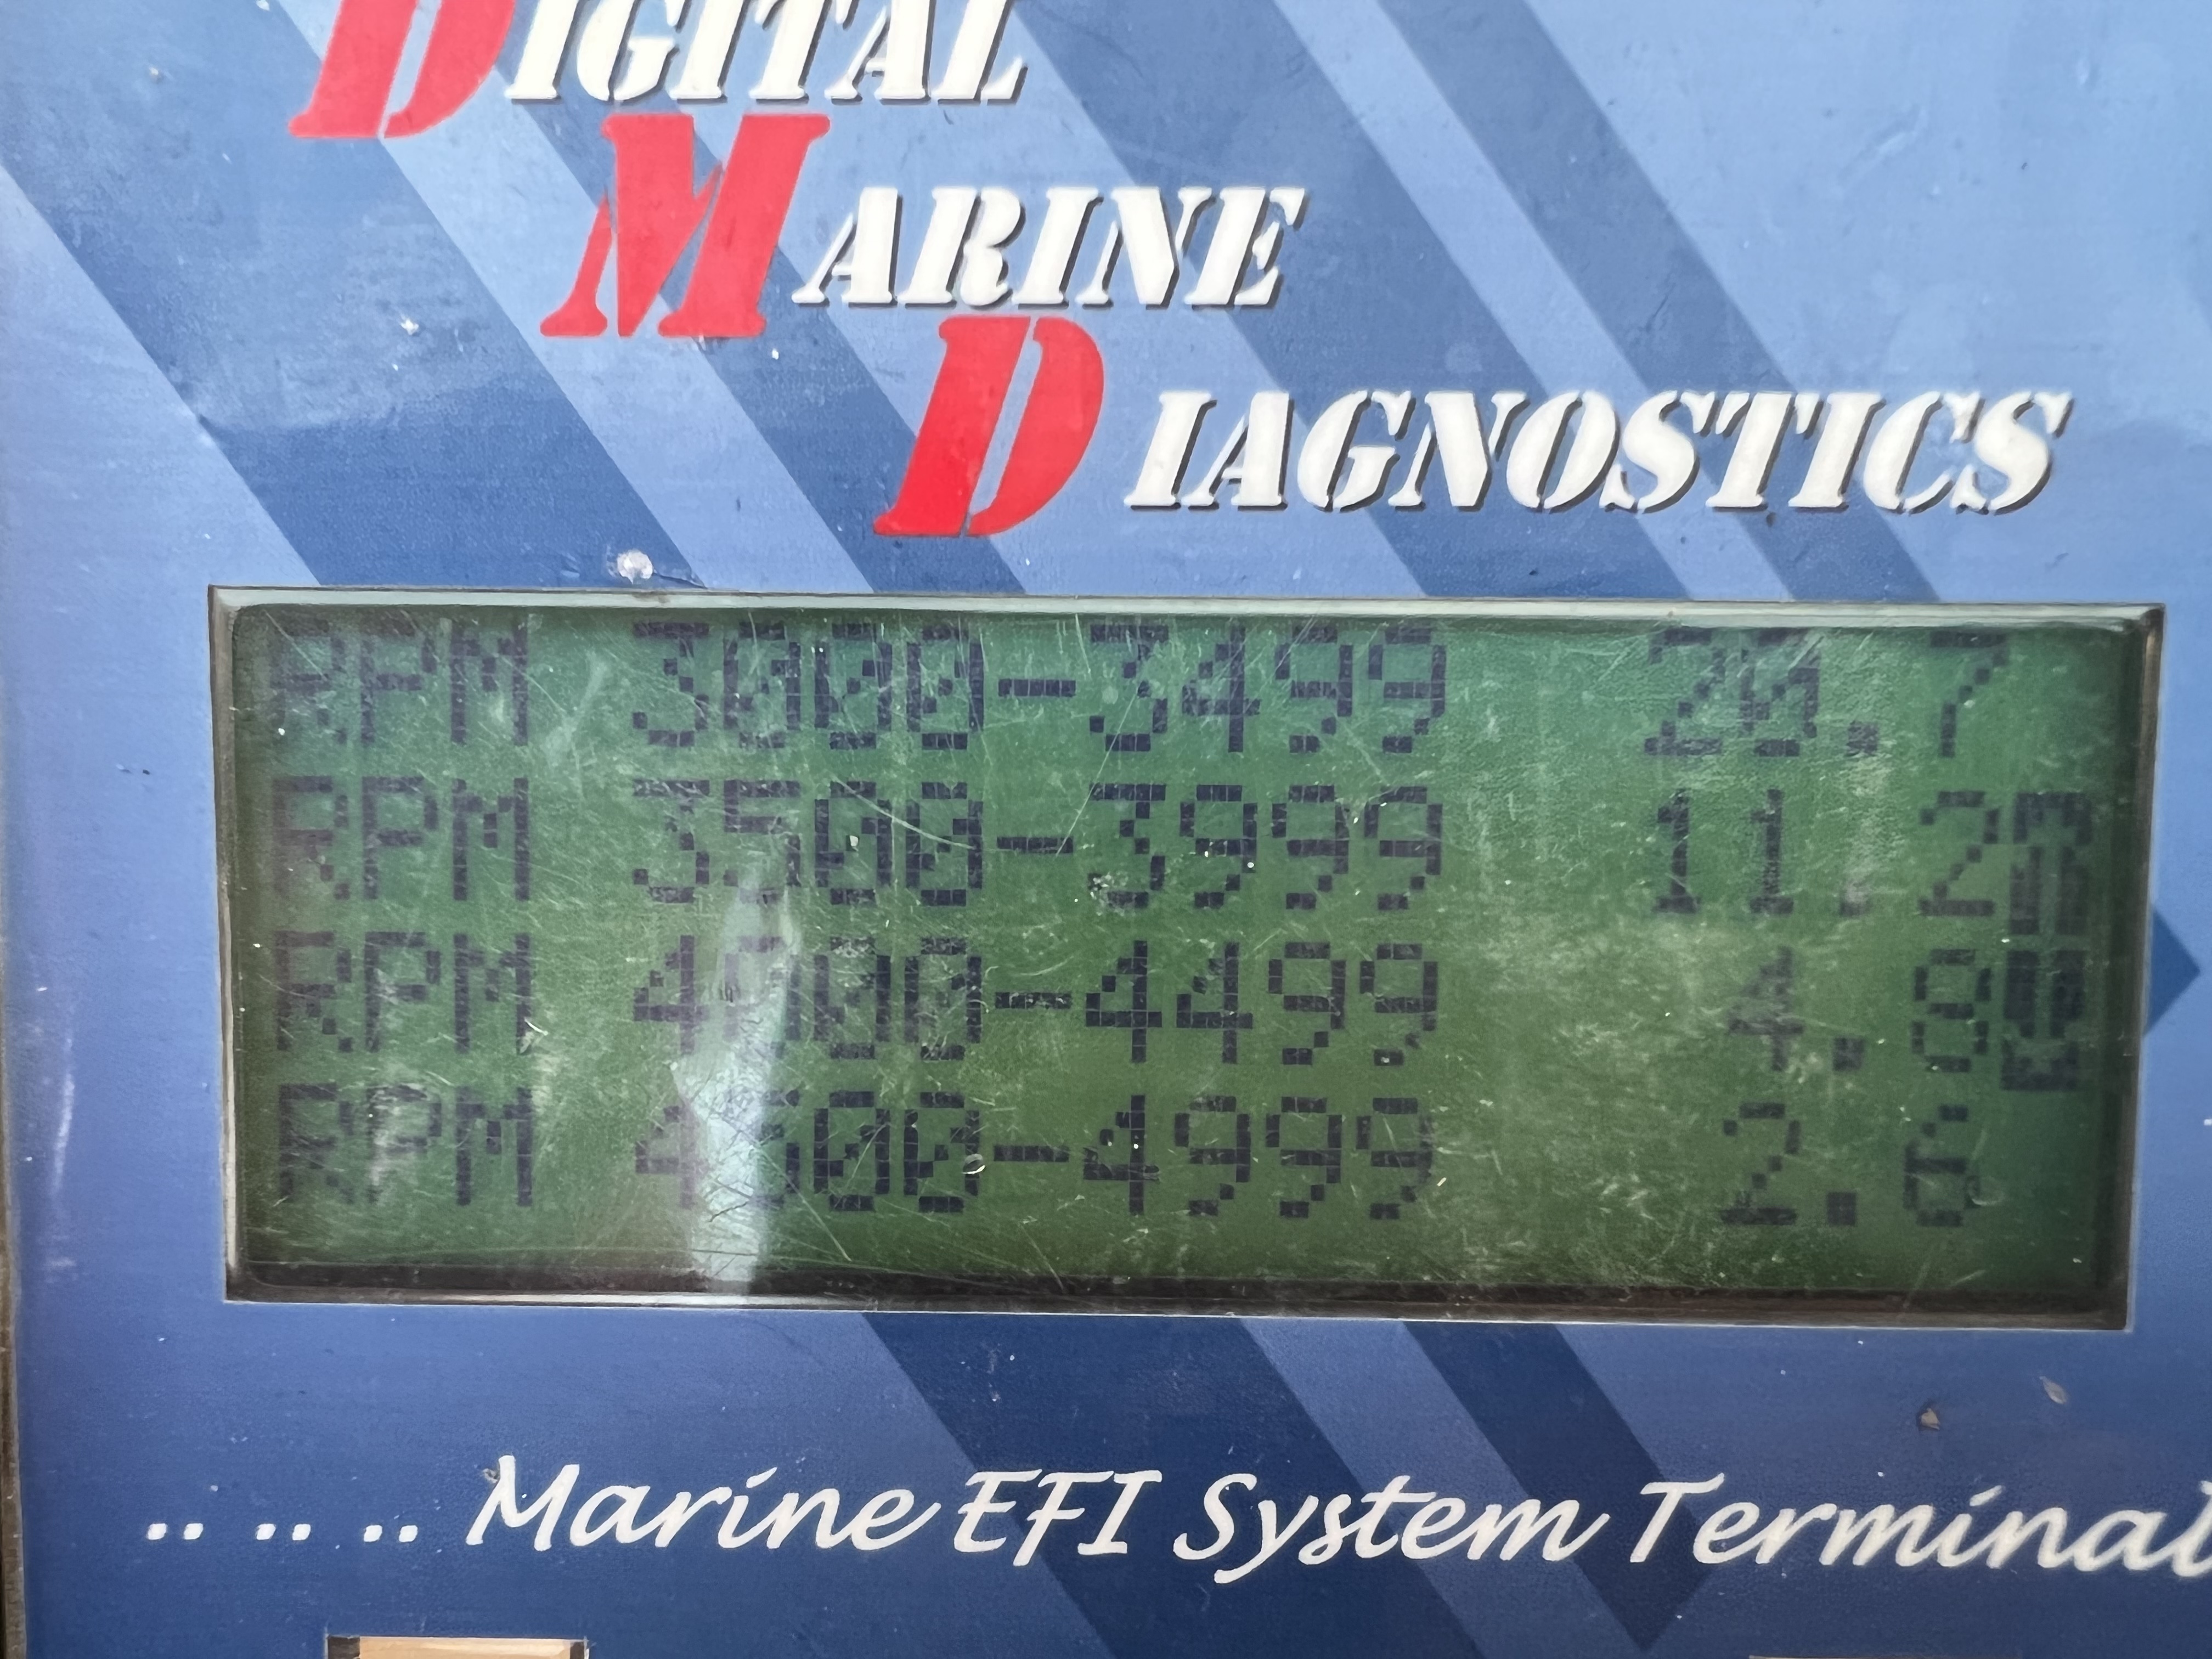 DIGITAL
MARINE
DIAGNOSTICS
RPM 3000-3499 20.7
RPM 3500-3999 11.2
RPM 4000-4499 4.8
RPM 4500-4999 2.6
.. .. .. Marine EFI System Terminal